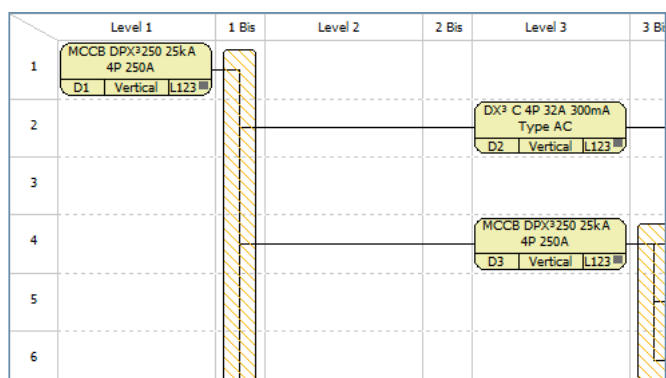 Level 1 1 Bis Level 2 2 Bis Level 3 3 Bi
1
MCCB DPX³250 25kA
4P 250A
D1 Vertical L123
2
DX³ C 4P 32A 300mA
Type AC
D2 Vertical L123
3
4
MCCB DPX³250 25kA
4P 250A
D3 Vertical L123
5
6